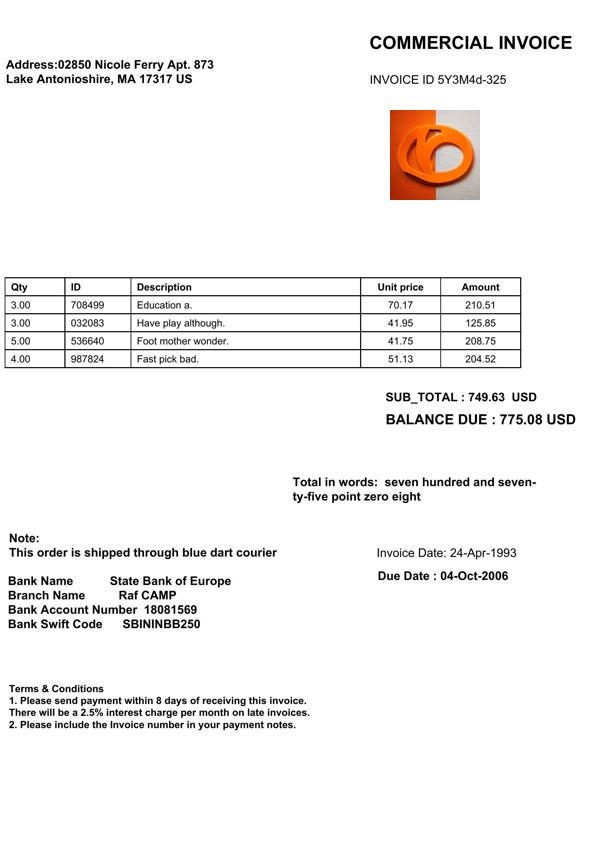 COMMERCIAL INVOICE
Address:02850 Nicole Ferry Apt. 873
Lake Antonioshire, MA 17317 US
INVOICE ID 5Y3M4d-325
Qty ID Description Unit price Amount
3.00 708499 Education a. 70.17 210.51
3.00 032083 Have play although. 41.95 125.85
5.00 536640 Foot mother wonder. 41.75 208.75
4.00 987824 Fast pick bad. 51.13 204.52
SUB_TOTAL : 749.63 USD
BALANCE DUE : 775.08 USD
Total in words: seven hundred and seven-
ty-five point zero eight
Note:
This order is shipped through blue dart courier
Invoice Date: 24-Apr-1993
Due Date : 04-Oct-2006
Bank Name State Bank of Europe
Branch Name Raf CAMP
Bank Account Number 18081569
Bank Swift Code SBININBB250
Terms & Conditions
1. Please send payment within 8 days of receiving this invoice.
There will be a 2.5% interest charge per month on late invoices.
2. Please include the Invoice number in your payment notes.